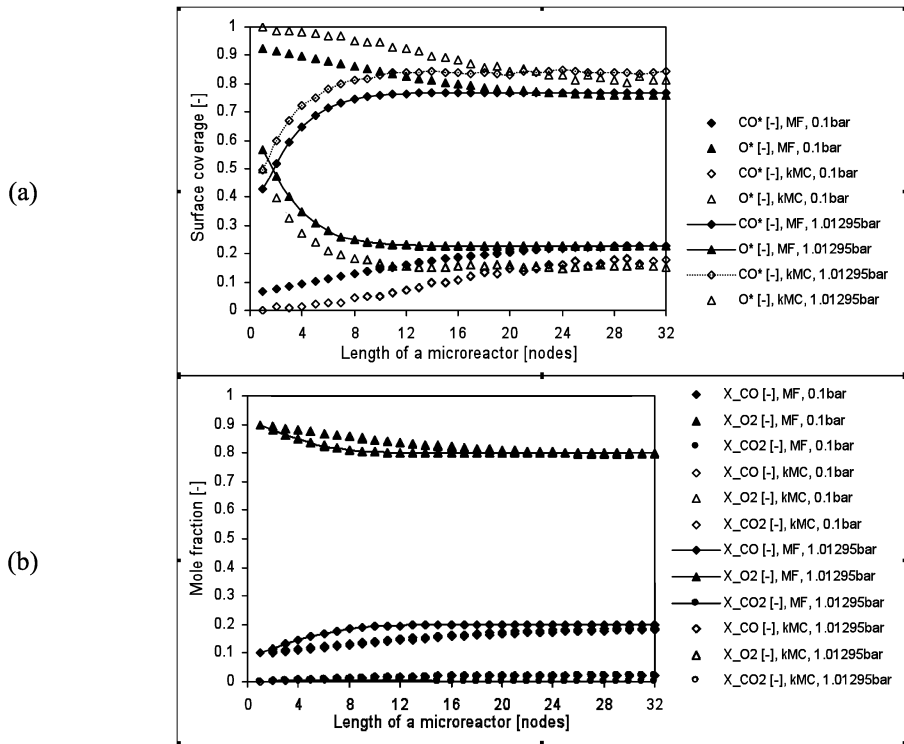 (a)
1
0.9
0.8
0.7
0.6
0.5
0.4
0.3
0.2
0.1
0
Surface coverage [-]
0 4 8 12 16 20 24 28 32
Length of a microreactor [nodes]
CO* [-], MF, 0.1bar
O* [-], MF, 0.1bar
CO* [-], kMC, 0.1bar
O* [-], kMC, 0.1bar
CO* [-], MF, 1.01295bar
O* [-], MF, 1.01295bar
CO* [-], kMC, 1.01295bar
O* [-], kMC, 1.01295bar
(b)
1
0.9
0.8
0.7
0.6
0.5
0.4
0.3
0.2
0.1
0
Mole fraction [-]
0 4 8 12 16 20 24 28 32
Length of a microreactor [nodes]
X_CO [-], MF, 0.1bar
X_O2 [-], MF, 0.1bar
X_CO2 [-], MF, 0.1bar
X_CO [-], kMC, 0.1bar
X_O2 [-], kMC, 0.1bar
X_CO2 [-], kMC, 0.1bar
X_CO [-], MF, 1.01295bar
X_O2 [-], MF, 1.01295bar
X_CO2 [-], MF, 1.01295bar
X_CO [-], kMC, 1.01295bar
X_O2 [-], kMC, 1.01295bar
X_CO2 [-], kMC, 1.01295bar